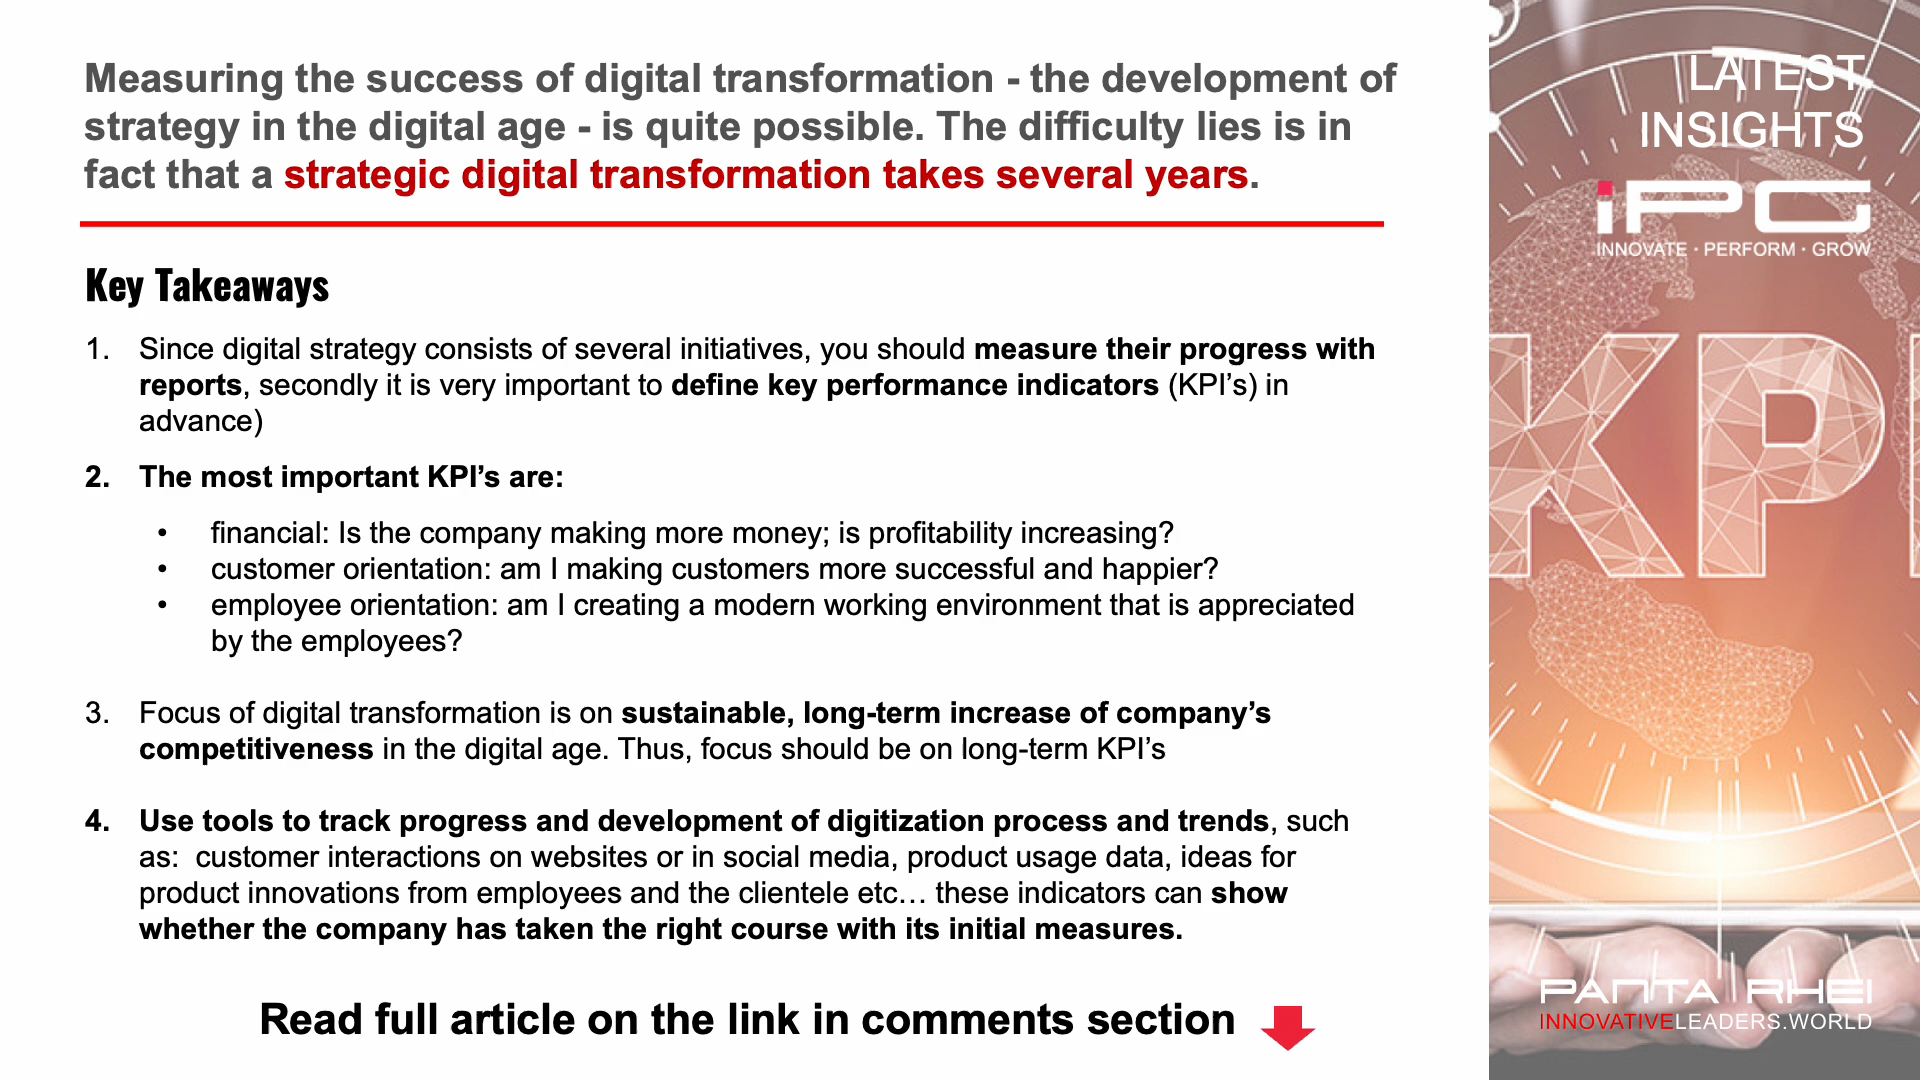 Measuring the success of digital transformation - the development of
strategy in the digital age - is quite possible. The difficulty lies is in
fact that a strategic digital transformation takes several years.
Key Takeaways
1. Since digital strategy consists of several initiatives, you should measure their progress with
reports, secondly it is very important to define key performance indicators (KPI’s) in
advance)
2. The most important KPI’s are:
• financial: Is the company making more money; is profitability increasing?
• customer orientation: am I making customers more successful and happier?
• employee orientation: am I creating a modern working environment that is appreciated
by the employees?
3. Focus of digital transformation is on sustainable, long-term increase of company’s
competitiveness in the digital age. Thus, focus should be on long-term KPI’s
4. Use tools to track progress and development of digitization process and trends, such
as:  customer interactions on websites or in social media, product usage data, ideas for
product innovations from employees and the clientele etc… these indicators can show
whether the company has taken the right course with its initial measures.
Read full article on the link in comments section
LATEST
INSIGHTS
iPG
INNOVATE · PERFORM · GROW
KPI
PANTA RHEI
INNOVATIVELEADERS.WORLD